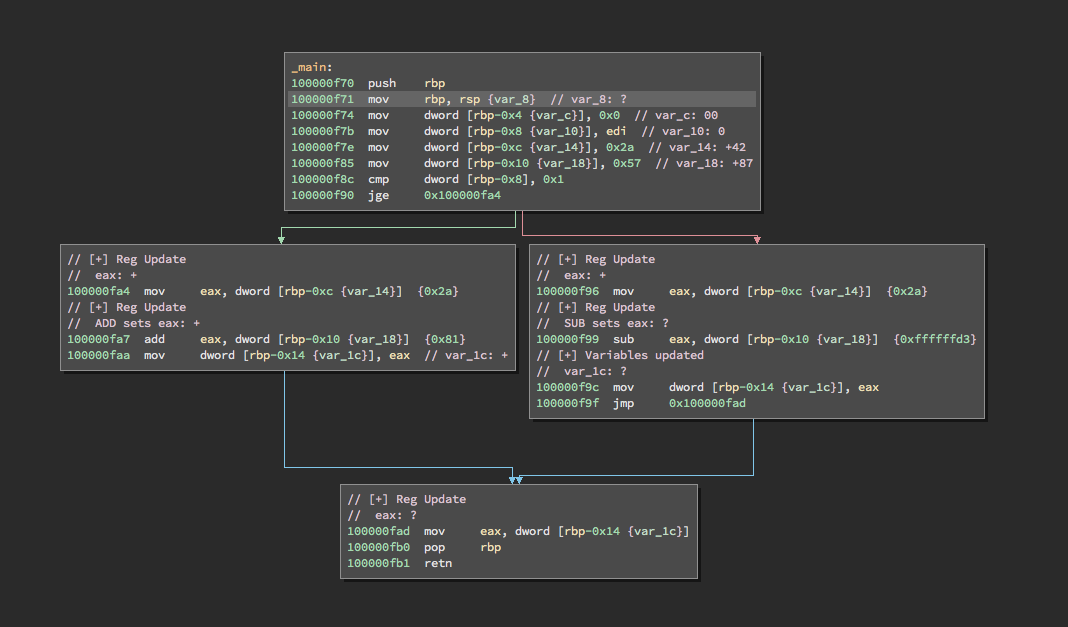 _main:
100000f70 push rbp
100000f71 mov rbp, rsp {var_8} // var_8: ?
100000f74 mov dword [rbp-0x4 {var_c}], 0x0 // var_c: 00
100000f7b mov dword [rbp-0x8 {var_10}], edi // var_10: 0
100000f7e mov dword [rbp-0xc {var_14}], 0x2a // var_14: +42
100000f85 mov dword [rbp-0x10 {var_18}], 0x57 // var_18: +87
100000f8c cmp dword [rbp-0x8], 0x1
100000f90 jge 0x100000fa4
// [+] Reg Update
// eax: +
100000fa4 mov eax, dword [rbp-0xc {var_14}] {0x2a}
// [+] Reg Update
// ADD sets eax: +
100000fa7 add eax, dword [rbp-0x10 {var_18}] {0x81}
100000faa mov dword [rbp-0x14 {var_1c}], eax // var_1c: +
// [+] Reg Update
// eax: +
100000f96 mov eax, dword [rbp-0xc {var_14}] {0x2a}
// [+] Reg Update
// SUB sets eax: ?
100000f99 sub eax, dword [rbp-0x10 {var_18}] {0xffffffd3}
// [+] Variables updated
// var_1c: ?
100000f9c mov dword [rbp-0x14 {var_1c}], eax
100000f9f jmp 0x100000fad
// [+] Reg Update
// eax: ?
100000fad mov eax, dword [rbp-0x14 {var_1c}]
100000fb0 pop rbp
100000fb1 retn